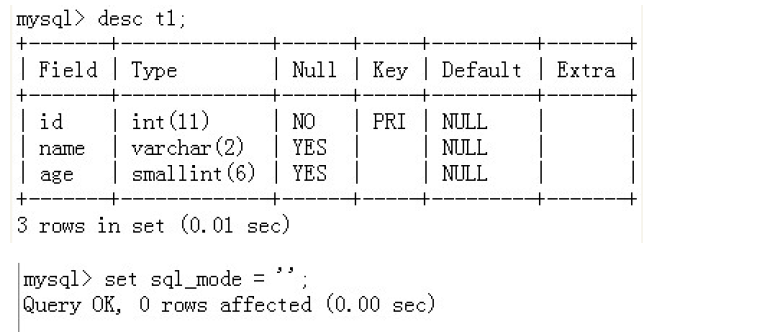 mysql> desc t1;
+-------+-------------+------+-----+---------+-------+
| Field | Type        | Null | Key | Default | Extra |
+-------+-------------+------+-----+---------+-------+
| id    | int(11)     | NO   | PRI | NULL    |       |
| name  | varchar(2)  | YES  |     | NULL    |       |
| age   | smallint(6) | YES  |     | NULL    |       |
+-------+-------------+------+-----+---------+-------+
3 rows in set (0.01 sec)
mysql> set sql_mode = '';
Query OK, 0 rows affected (0.00 sec)